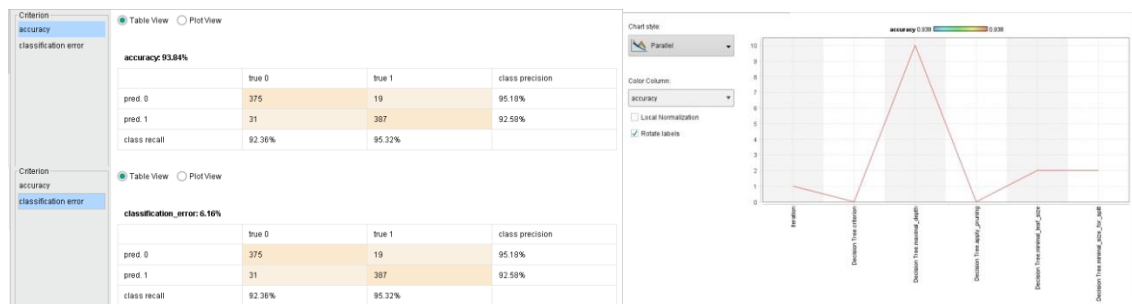 Criterion
accuracy
classification error
Table View Plot View
accuracy: 93.84%
true 0 true 1 class precision
pred. 0 375 19 95.18%
pred. 1 31 387 92.58%
class recall 92.36% 95.32%
Criterion
accuracy
classification error
Table View Plot View
classification_error: 6.16%
true 0 true 1 class precision
pred. 0 375 19 95.18%
pred. 1 31 387 92.58%
class recall 92.36% 95.32%
Chart style:
Parallel
Color Column:
accuracy
Local Normalization
Rotate labels
accuracy 0.938 0.938
10
9
8
7
6
5
4
3
2
1
0
iteration
Decision Tree.criterion
Decision Tree.maximal_depth
Decision Tree.apply_pruning
Decision Tree.minimal_leaf_size
Decision Tree.minimal_size_for_split